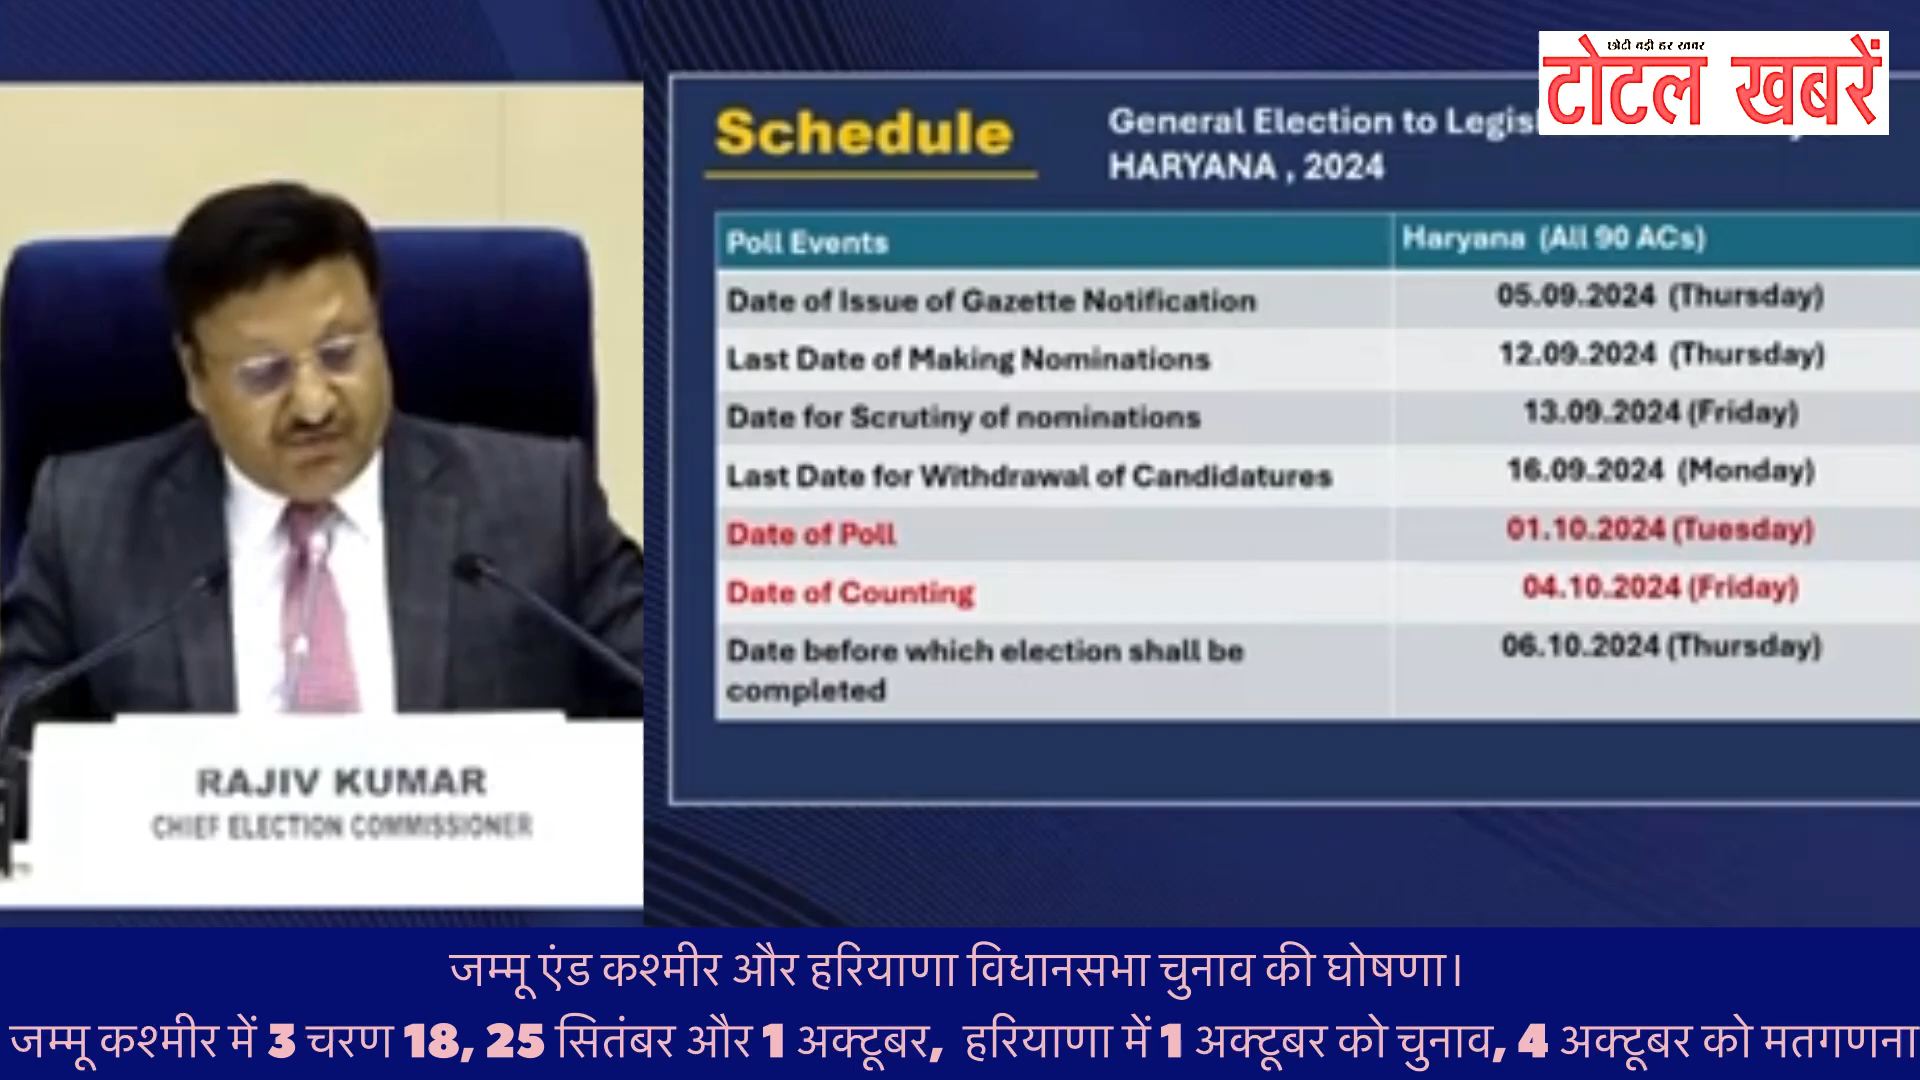 छोटी बड़ी हर खबर
टोटल खबरें
Schedule
General Election to Legis
HARYANA , 2024
Poll Events Haryana (All 90 ACs)
Date of Issue of Gazette Notification 05.09.2024 (Thursday)
Last Date of Making Nominations 12.09.2024 (Thursday)
Date for Scrutiny of nominations 13.09.2024 (Friday)
Last Date for Withdrawal of Candidatures 16.09.2024 (Monday)
Date of Poll 01.10.2024 (Tuesday)
Date of Counting 04.10.2024 (Friday)
Date before which election shall be 06.10.2024 (Thursday)
completed
RAJIV KUMAR
CHIEF ELECTION COMMISSIONER
जम्मू एंड कश्मीर और हरियाणा विधानसभा चुनाव की घोषणा।
जम्मू कश्मीर में 3 चरण 18, 25 सितंबर और 1 अक्टूबर, हरियाणा में 1 अक्टूबर को चुनाव, 4 अक्टूबर को मतगणना